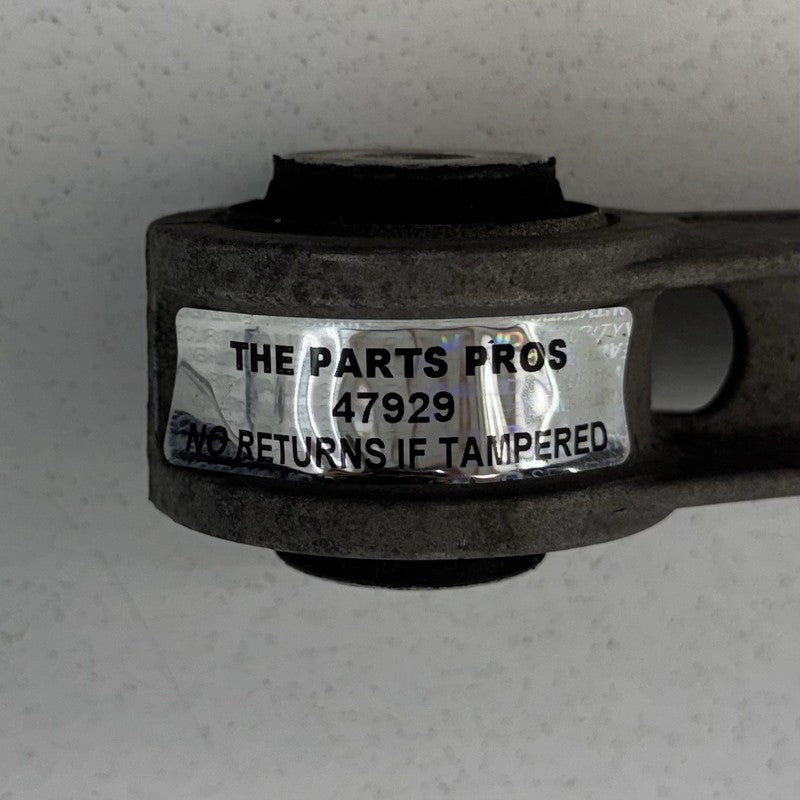 THE PARTS PROS
47929
NO RETURNS IF TAMPERED